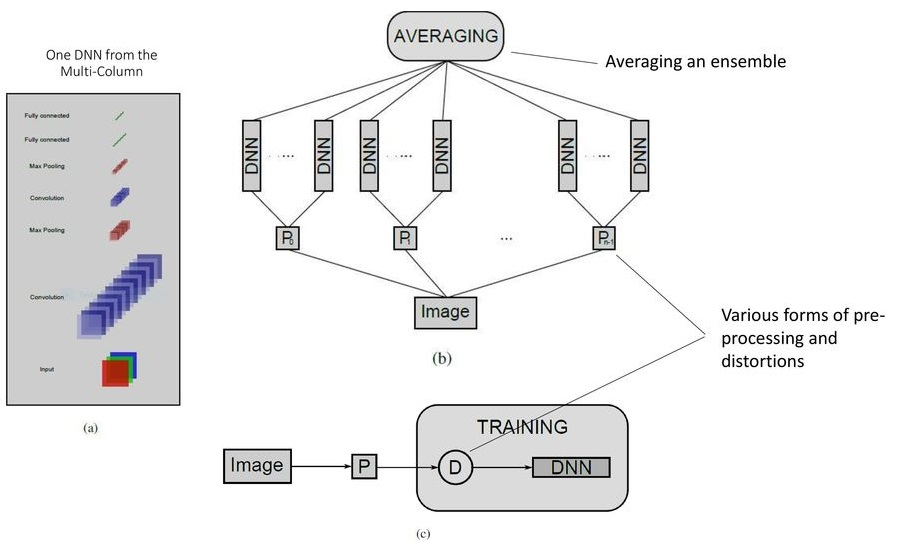 One DNN from the
Multi-Column
Fully connected
Fully connected
Max Pooling
Convolution
Max Pooling
Convolution
Input
(a)
AVERAGING
Averaging an ensemble
DNN ... DNN DNN ... DNN DNN ... DNN
P0 P1 ... Pn-1
Image
(b)
Various forms of pre-
processing and
distortions
TRAINING
Image P D DNN
(c)